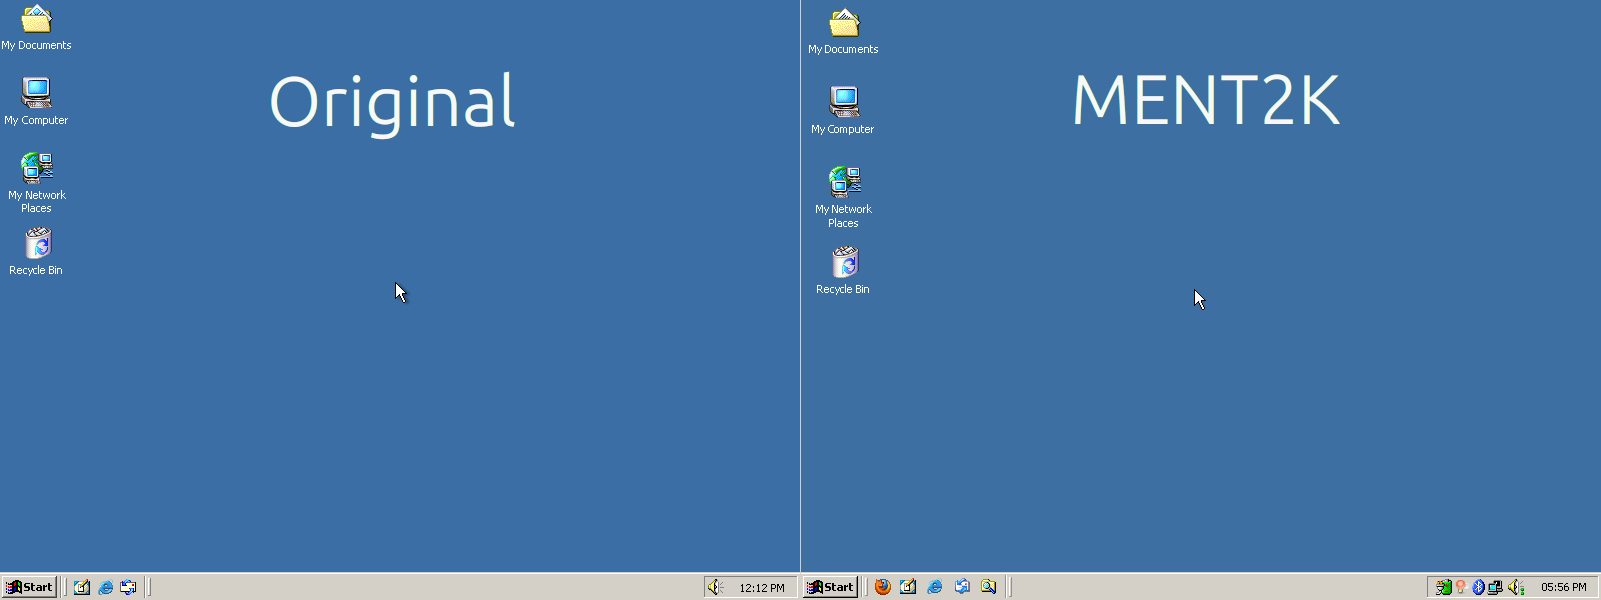 Original
My Documents
My Computer
My Network
Places
Recycle Bin
Start
12:12 PM
MENT2K
My Documents
My Computer
My Network
Places
Recycle Bin
Start
05:56 PM